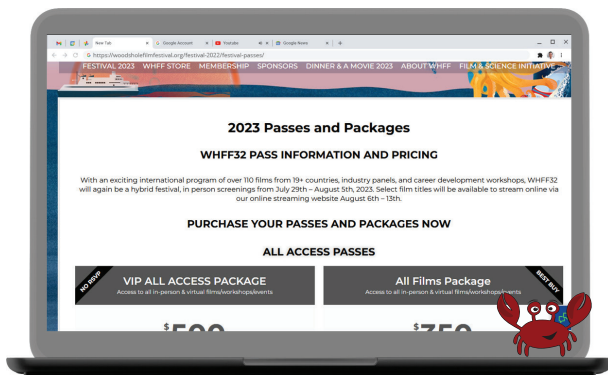 New Tab
Google Account
Youtube
Google News
https://woodsholefilmfestival.org/festival-2022/festival-passes/
FESTIVAL 2023 WHFF STORE MEMBERSHIP SPONSORS DINNER & A MOVIE 2023 ABOUT WHFF FILM & SCIENCE INITIATIVE
2023 Passes and Packages
WHFF32 PASS INFORMATION AND PRICING
With an exciting international program of over 110 films from 19+ countries, industry panels, and career development workshops, WHFF32
will again be a hybrid festival, in person screenings from July 29th – August 5th, 2023. Select film titles will be available to stream online via
our online streaming website August 6th – 13th.
PURCHASE YOUR PASSES AND PACKAGES NOW
ALL ACCESS PASSES
NO RSVP
VIP ALL ACCESS PACKAGE
Access to all in-person & virtual films/workshops/events
All Films Package
Access to all in-person & virtual films/workshops/events
BEST BUY